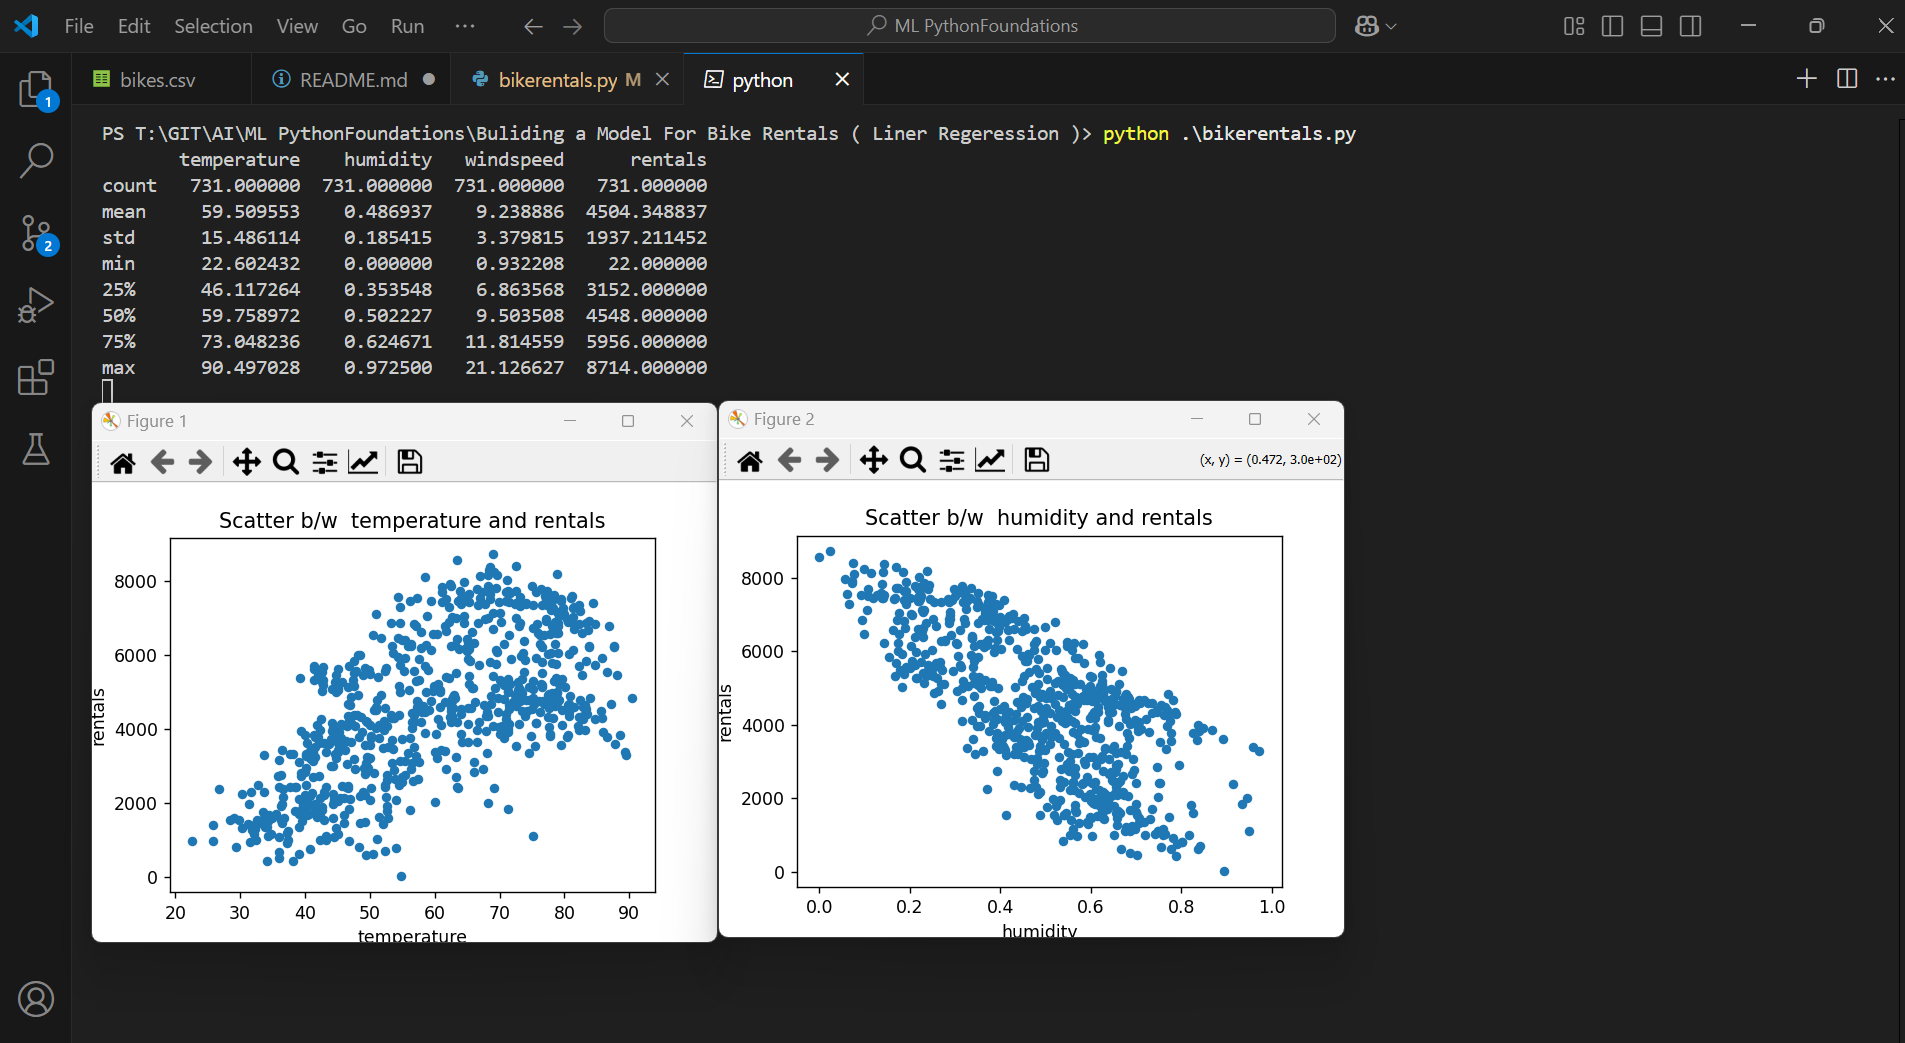 File Edit Selection View Go Run ··· ML PythonFoundations
bikes.csv README.md bikerentals.py M python
1
2
PS T:\GIT\AI\ML PythonFoundations\Buliding a Model For Bike Rentals ( Liner Regeression )> python .\bikerentals.py
temperature humidity windspeed rentals
count 731.000000 731.000000 731.000000 731.000000
mean 59.509553 0.486937 9.238886 4504.348837
std 15.486114 0.185415 3.379815 1937.211452
min 22.602432 0.000000 0.932208 22.000000
25% 46.117264 0.353548 6.863568 3152.000000
50% 59.758972 0.502227 9.503508 4548.000000
75% 73.048236 0.624671 11.814559 5956.000000
max 90.497028 0.972500 21.126627 8714.000000
Figure 1
Scatter b/w  temperature and rentals
8000
6000
4000
2000
0
rentals
20 30 40 50 60 70 80 90
temperature
Figure 2
(x, y) = (0.472, 3.0e+02)
Scatter b/w  humidity and rentals
8000
6000
4000
2000
0
rentals
0.0 0.2 0.4 0.6 0.8 1.0
humidity